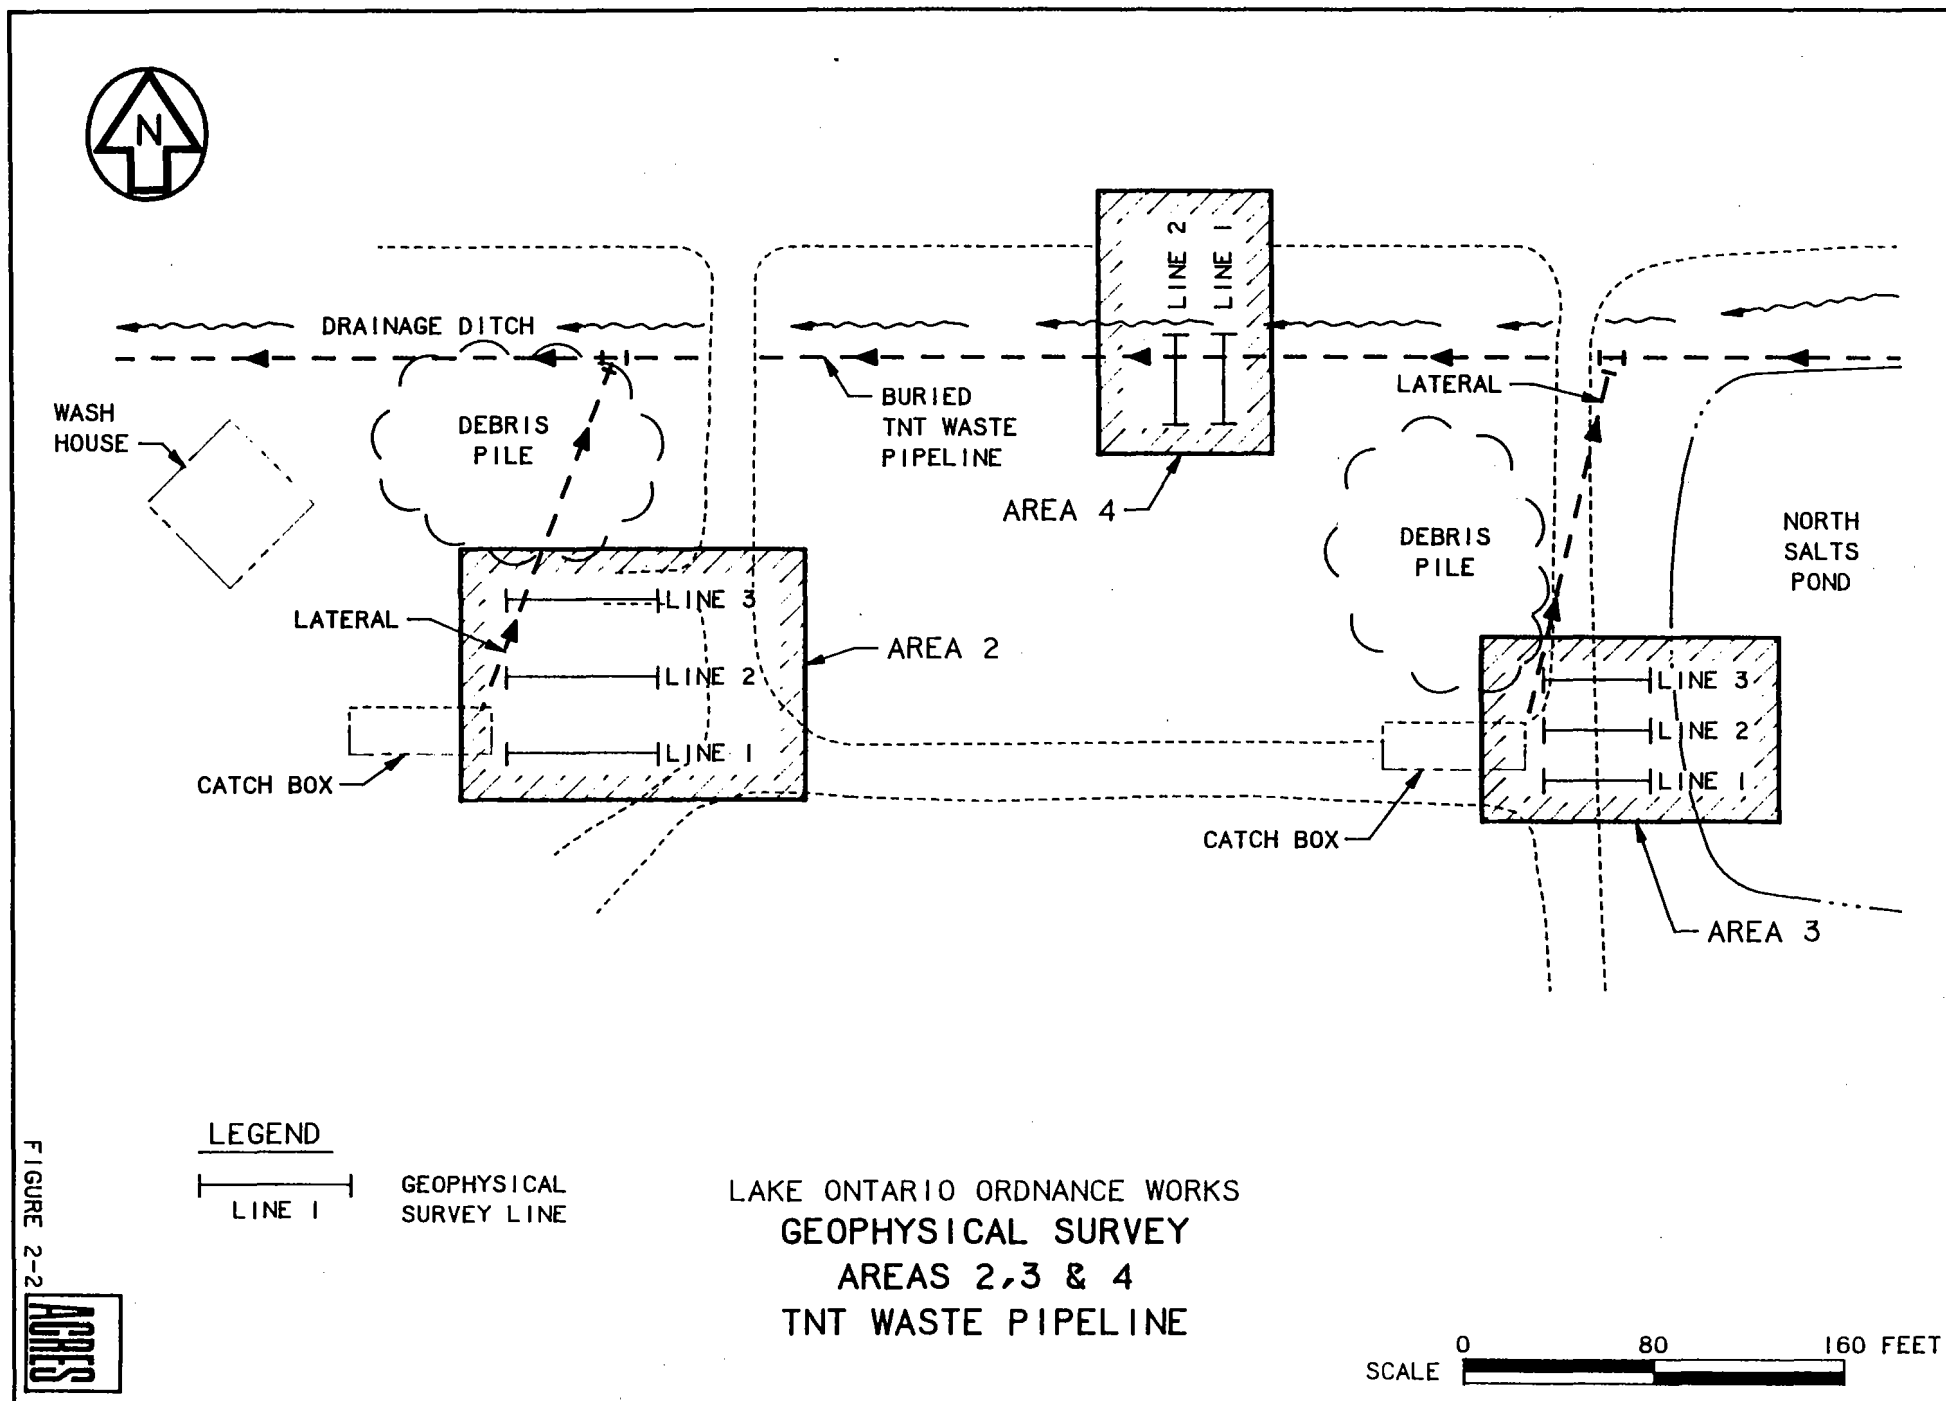 N
LINE 2
LINE 1
DRAINAGE DITCH
LATERAL
WASH
HOUSE
DEBRIS
PILE
BURIED
TNT WASTE
PIPELINE
AREA 4
DEBRIS
PILE
NORTH
SALTS
POND
LATERAL
LINE 3
LINE 2
LINE 1
AREA 2
LINE 3
LINE 2
LINE 1
CATCH BOX
CATCH BOX
AREA 3
LEGEND
LINE 1
GEOPHYSICAL
SURVEY LINE
LAKE ONTARIO ORDNANCE WORKS
GEOPHYSICAL SURVEY
AREAS 2,3 & 4
TNT WASTE PIPELINE
FIGURE 2-2
ACRES
SCALE
0 80 160 FEET